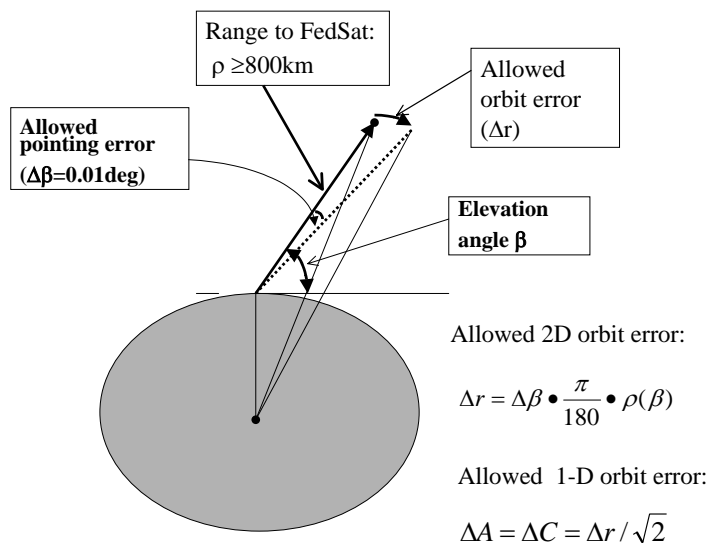 Range to FedSat:
ρ ≥800km
Allowed
orbit error
(Δr)
Allowed
pointing error
(Δβ=0.01deg)
Elevation
angle β
Allowed 2D orbit error:
Δr = Δβ • π/180 • ρ(β)
Allowed 1-D orbit error:
ΔA = ΔC = Δr / √2